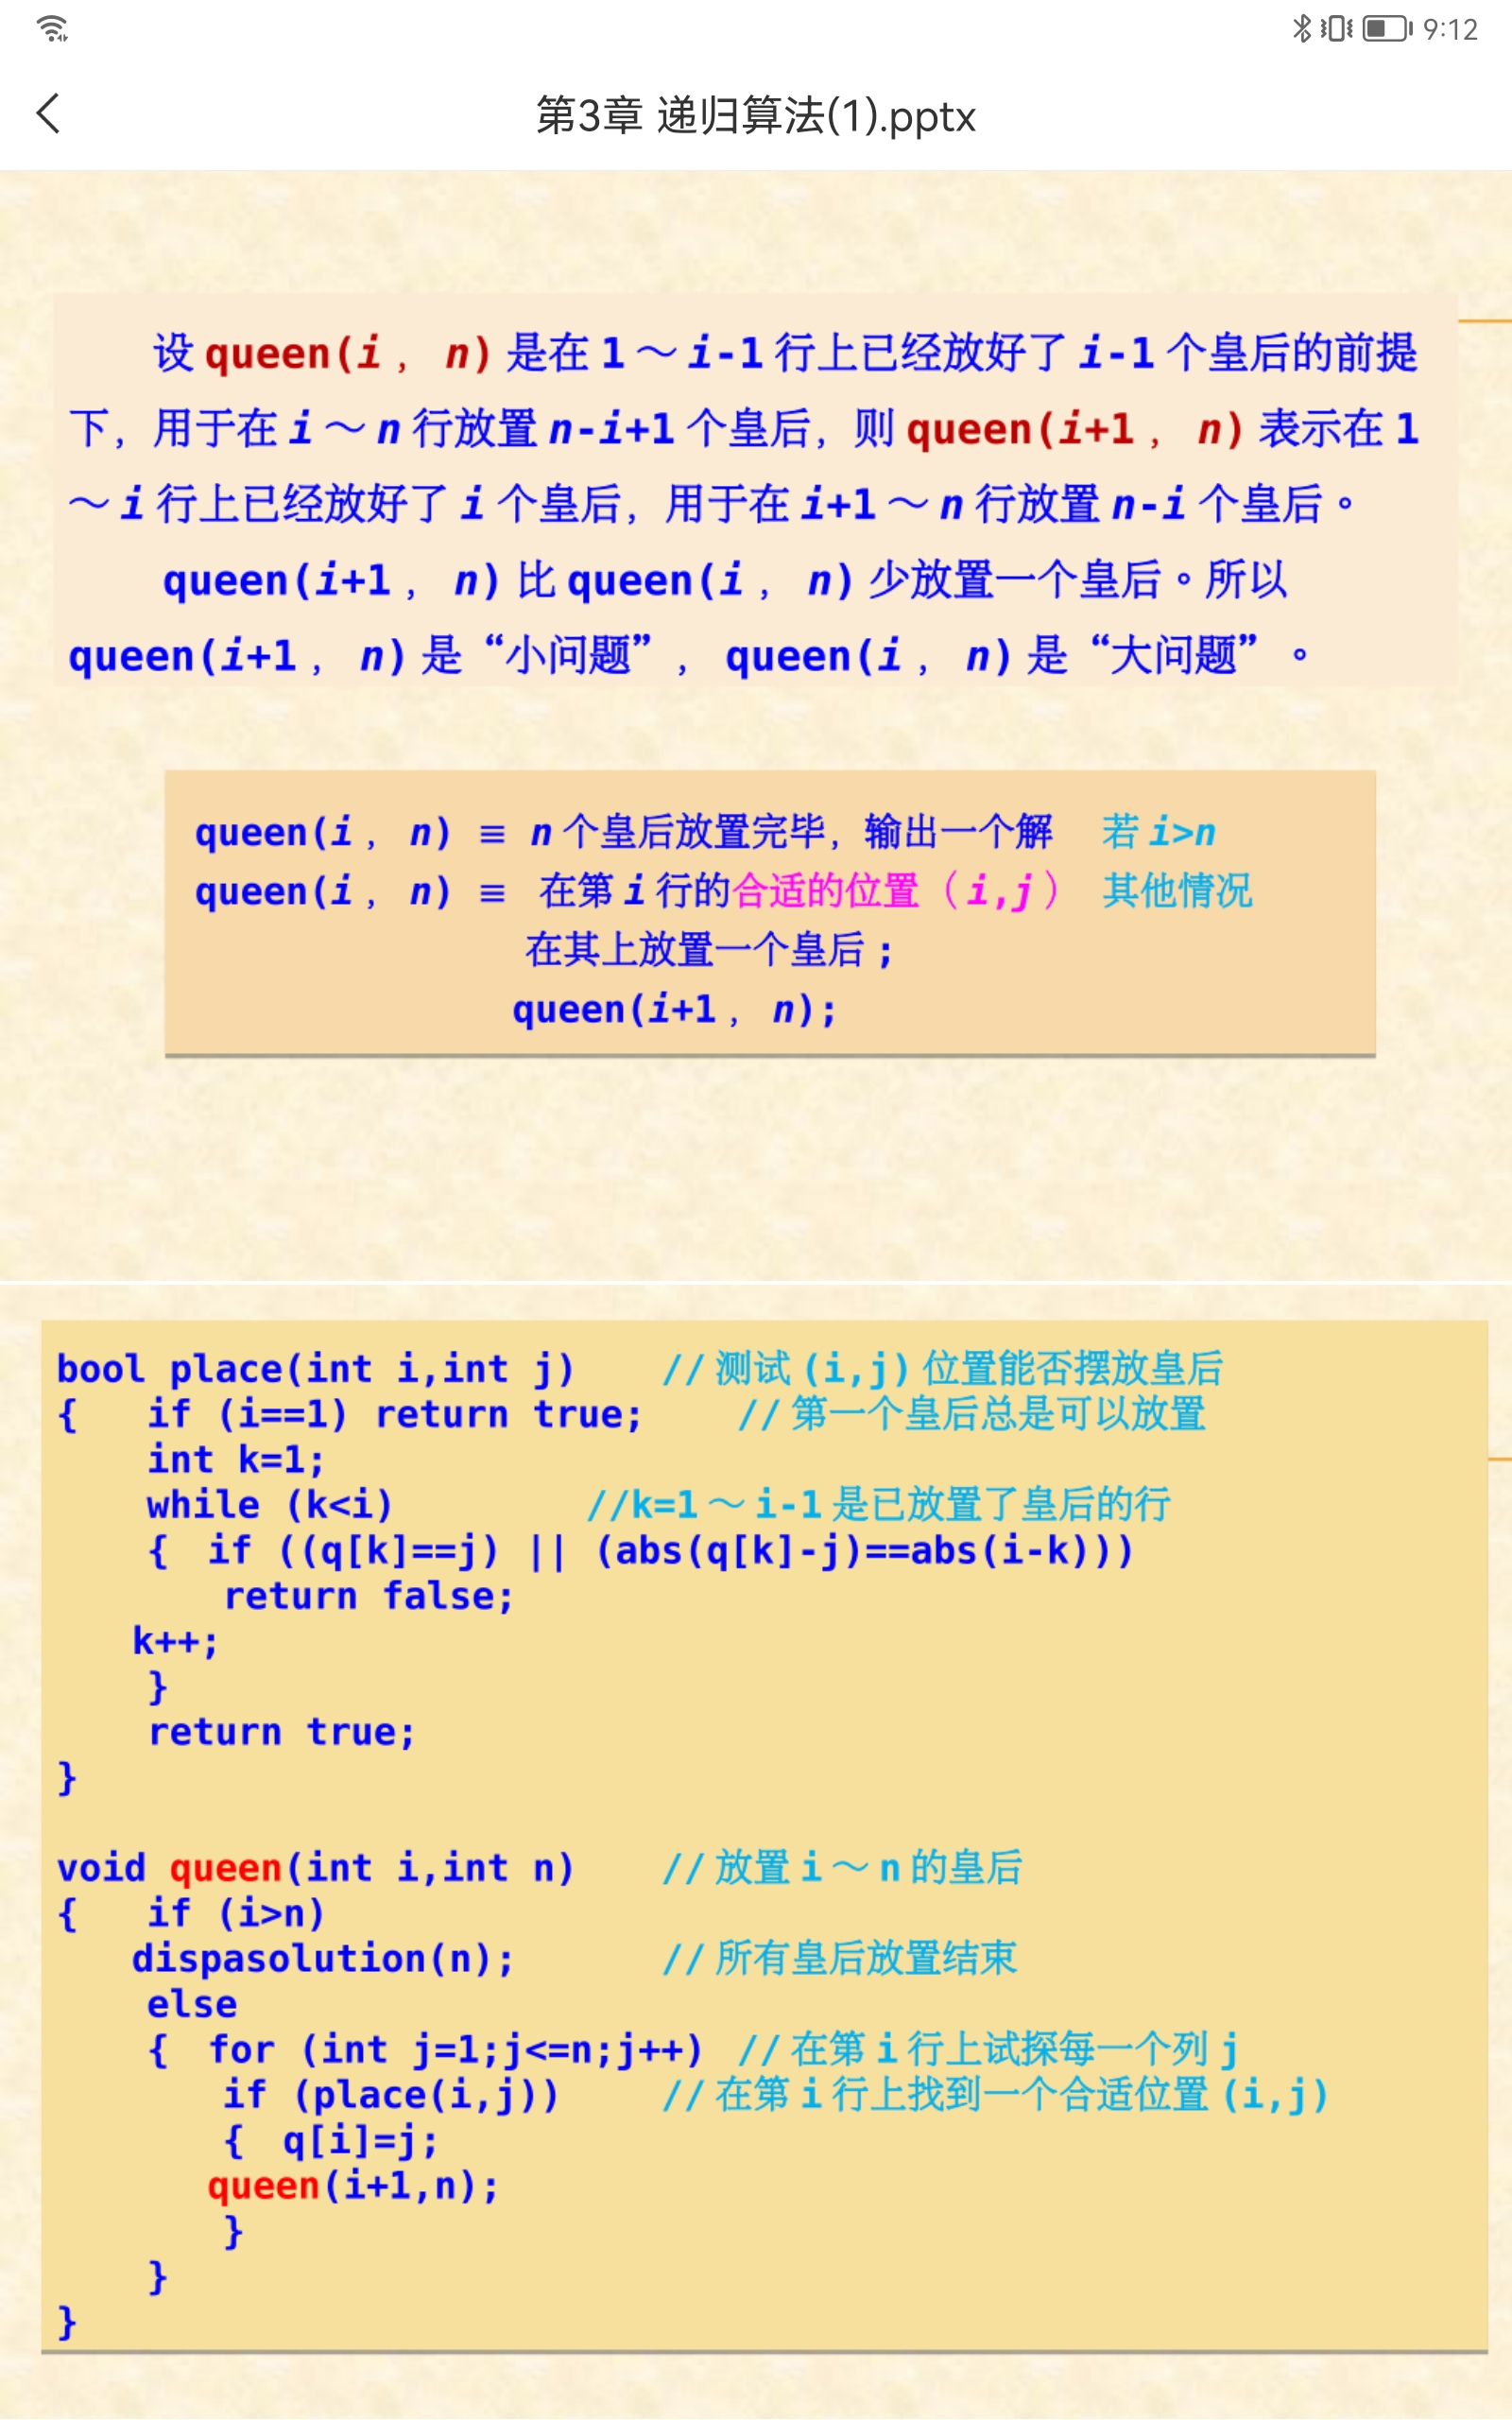 9:12
第3章 递归算法(1).pptx
设 queen(i， n) 是在 1～i-1 行上已经放好了 i-1 个皇后的前提
下，用于在 i～n 行放置 n-i+1 个皇后，则 queen(i+1， n) 表示在 1
～i 行上已经放好了 i 个皇后，用于在 i+1～n 行放置 n-i 个皇后。
queen(i+1， n) 比 queen(i， n) 少放置一个皇后。所以
queen(i+1， n) 是“小问题”， queen(i， n) 是“大问题” 。
queen(i， n) ≡ n 个皇后放置完毕，输出一个解 若 i>n
queen(i， n) ≡ 在第 i 行的合适的位置（i,j） 其他情况
在其上放置一个皇后;
queen(i+1， n);
bool place(int i,int j) //测试(i,j)位置能否摆放皇后
{ if (i==1) return true; //第一个皇后总是可以放置
int k=1;
while (k<i) //k=1～i-1是已放置了皇后的行
{ if ((q[k]==j) || (abs(q[k]-j)==abs(i-k)))
return false;
k++;
}
return true;
}
void queen(int i,int n) //放置i～n的皇后
{ if (i>n)
dispasolution(n); //所有皇后放置结束
else
{ for (int j=1;j<=n;j++) //在第i行上试探每一个列j
if (place(i,j)) //在第i行上找到一个合适位置(i,j)
{ q[i]=j;
queen(i+1,n);
}
}
}